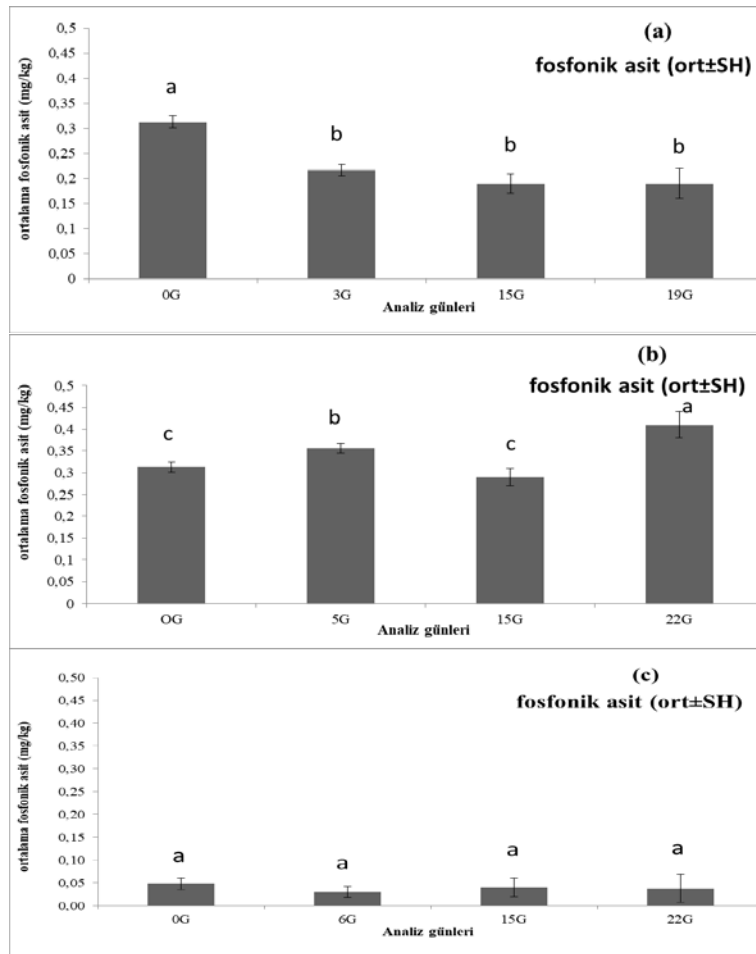 (a)
fosfonik asit (ort±SH)
ortalama fosfonik asit (mg/kg)
0,5
0,45
0,4
0,35
0,3
0,25
0,2
0,15
0,1
0,05
0
a
b
b
b
0G
3G
15G
19G
Analiz günleri
(b)
fosfonik asit (ort±SH)
ortalama fosfonik asit (mg/kg)
0,5
0,45
0,4
0,35
0,3
0,25
0,2
0,15
0,1
0,05
0
c
b
c
a
OG
5G
15G
22G
Analiz günleri
(c)
fosfonik asit (ort±SH)
ortalama fosfonik asit (mg/kg)
0,50
0,45
0,40
0,35
0,30
0,25
0,20
0,15
0,10
0,05
0,00
a
a
a
a
0G
6G
15G
22G
Analiz günleri